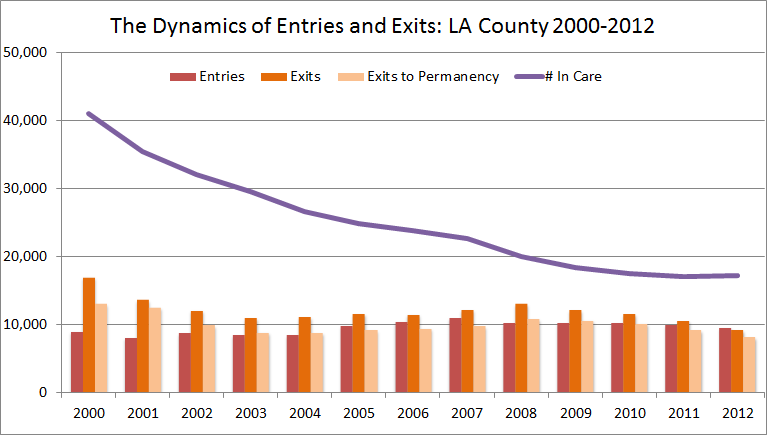 The Dynamics of Entries and Exits: LA County 2000-2012
50,000
Entries Exits Exits to Permanency # In Care
40,000
30,000
20,000
10,000
0
2000 2001 2002 2003 2004 2005 2006 2007 2008 2009 2010 2011 2012